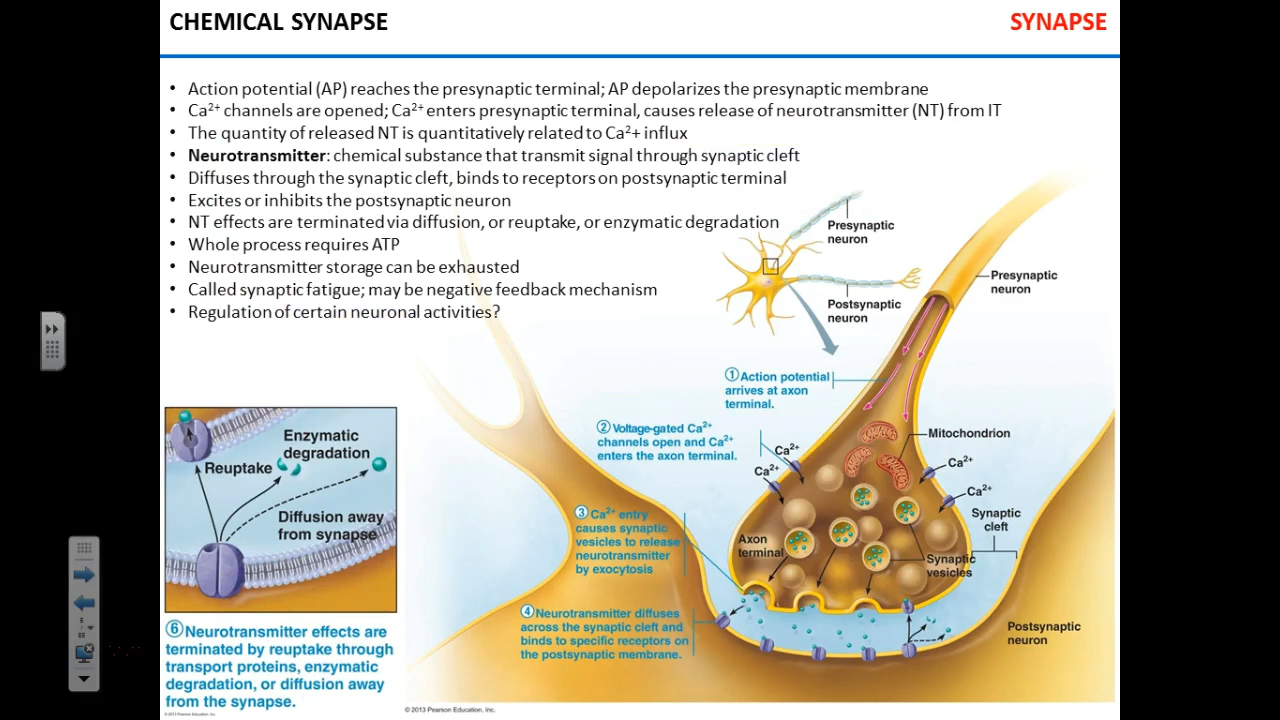 CHEMICAL SYNAPSE
SYNAPSE
• Action potential (AP) reaches the presynaptic terminal; AP depolarizes the presynaptic membrane
• Ca²⁺ channels are opened; Ca²⁺ enters presynaptic terminal, causes release of neurotransmitter (NT) from IT
• The quantity of released NT is quantitatively related to Ca²+ influx
• Neurotransmitter: chemical substance that transmit signal through synaptic cleft
• Diffuses through the synaptic cleft, binds to receptors on postsynaptic terminal
• Excites or inhibits the postsynaptic neuron
• NT effects are terminated via diffusion, or reuptake, or enzymatic degradation
• Whole process requires ATP
• Neurotransmitter storage can be exhausted
• Called synaptic fatigue; may be negative feedback mechanism
• Regulation of certain neuronal activities?
Presynaptic
neuron
Postsynaptic
neuron
Presynaptic
neuron
① Action potential
arrives at axon
terminal.
② Voltage-gated Ca²⁺
channels open and Ca²⁺
enters the axon terminal.
Ca²⁺
Ca²⁺
Mitochondrion
Ca²⁺
Ca²⁺
Synaptic
cleft
③ Ca²⁺ entry
causes synaptic
vesicles to release
neurotransmitter
by exocytosis
Axon
terminal
Synaptic
vesicles
④ Neurotransmitter diffuses
across the synaptic cleft and
binds to specific receptors on
the postsynaptic membrane.
Postsynaptic
neuron
Enzymatic
degradation
Reuptake
Diffusion away
from synapse
⑥ Neurotransmitter effects are
terminated by reuptake through
transport proteins, enzymatic
degradation, or diffusion away
from the synapse.
© 2013 Pearson Education, Inc.
© 2013 Pearson Education, Inc.